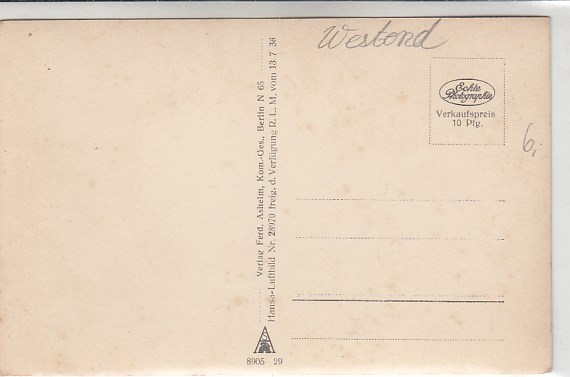 Westend
Echte
Photographie
Verkaufspreis
10 Pfg.
6,-
Verlag Ferd. Ashelm, Kom.-Ges., Berlin N 65
Hansa-Luftbild Nr. 28970 freig. d. Verfügung R. L. M. vom 13 7 36
8905 29